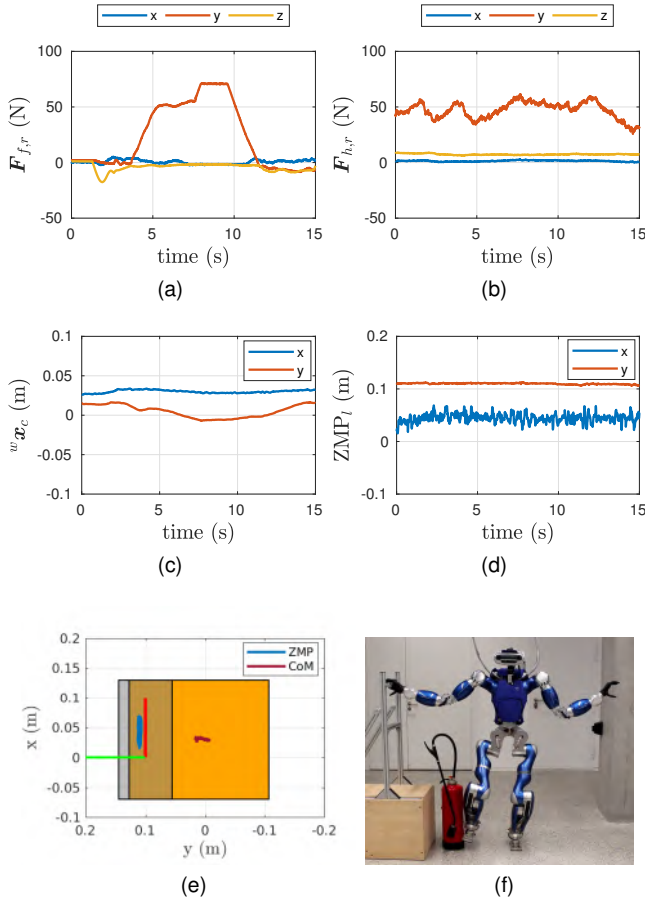 x y z
x y z
100
50
0
-50
F_{f,r} (N)
0 5 10 15
time (s)
(a)
100
50
0
-50
F_{h,r} (N)
0 5 10 15
time (s)
(b)
0.1
0.05
0
-0.05
-0.1
^{w}x_{c} (m)
x
y
0 5 10 15
time (s)
(c)
0.2
0.1
0
-0.1
ZMP_{l} (m)
x
y
0 5 10 15
time (s)
(d)
0.2
0.15
0.1
0.05
0
-0.05
-0.1
x (m)
ZMP
CoM
0.2 0.1 0 -0.1 -0.2
y (m)
(e)
(f)